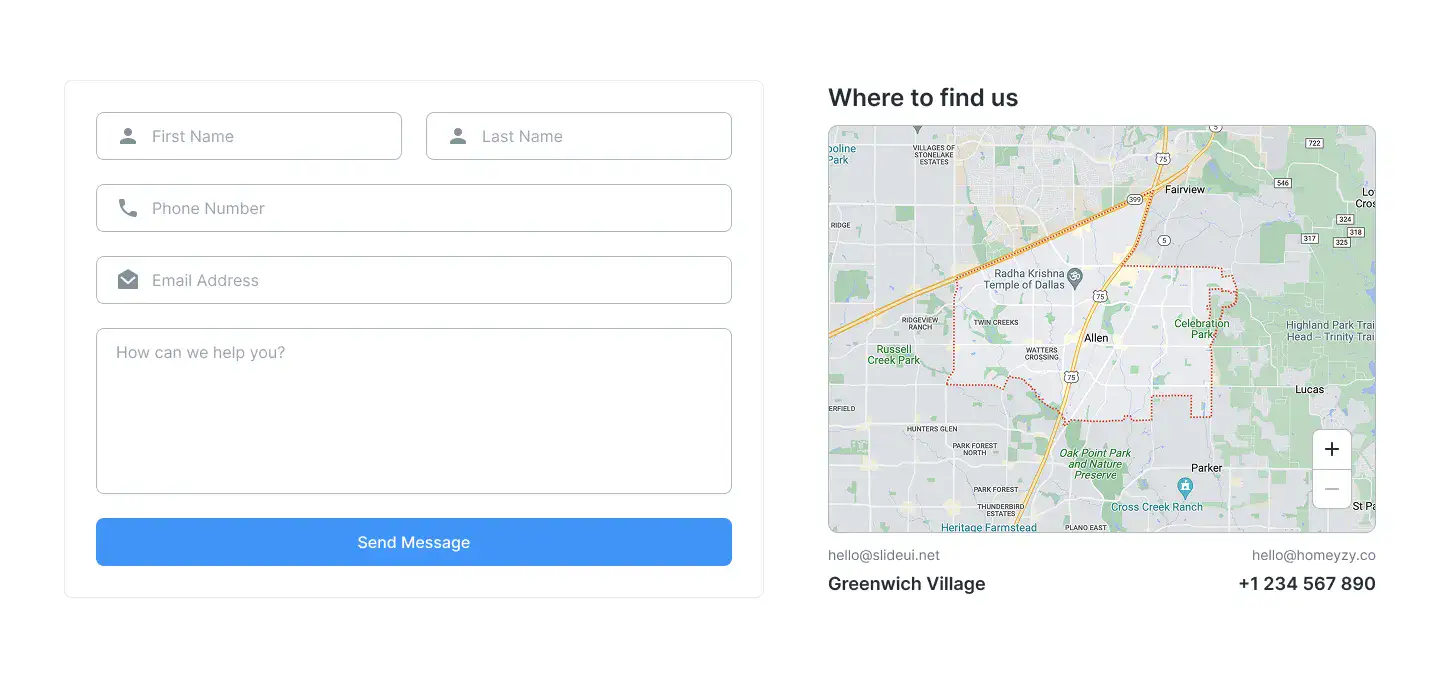 First Name
Last Name
Phone Number
Email Address
How can we help you?
Send Message
Where to find us
VILLAGES OF
STONELAKE
ESTATES
poline
Park
5
75
722
546
Fairview
399
Lo
Cros
324
318
317
325
RIDGE
5
Radha Krishna
Temple of Dallas
75
RIDGEVIEW
RANCH
TWIN CREEKS
Celebration
Park
Highland Park Trai
Head – Trinity Trai
Allen
Russell
Creek Park
WATTERS
CROSSING
75
Lucas
ERFIELD
HUNTERS GLEN
PARK FOREST
NORTH
Oak Point Park
and Nature
Preserve
Parker
+
−
PARK FOREST
THUNDERBIRD
ESTATES
Cross Creek Ranch
St Pa
Heritage Farmstead
PLANO EAST
hello@slideui.net
hello@homeyzy.co
Greenwich Village
+1 234 567 890